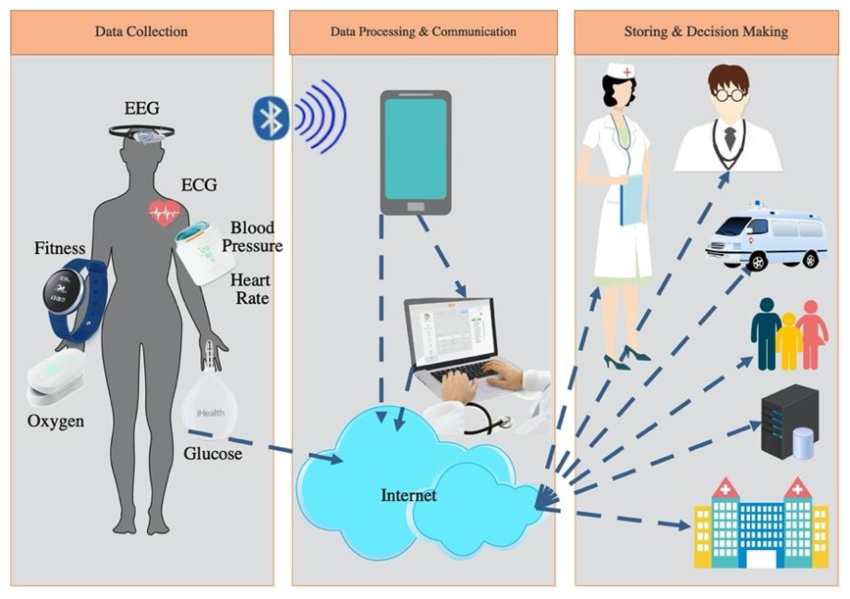 Data Collection
Data Processing & Communication
Storing & Decision Making
EEG
ECG
Blood
Pressure
Fitness
Heart
Rate
iHealth
Oxygen
Glucose
Internet